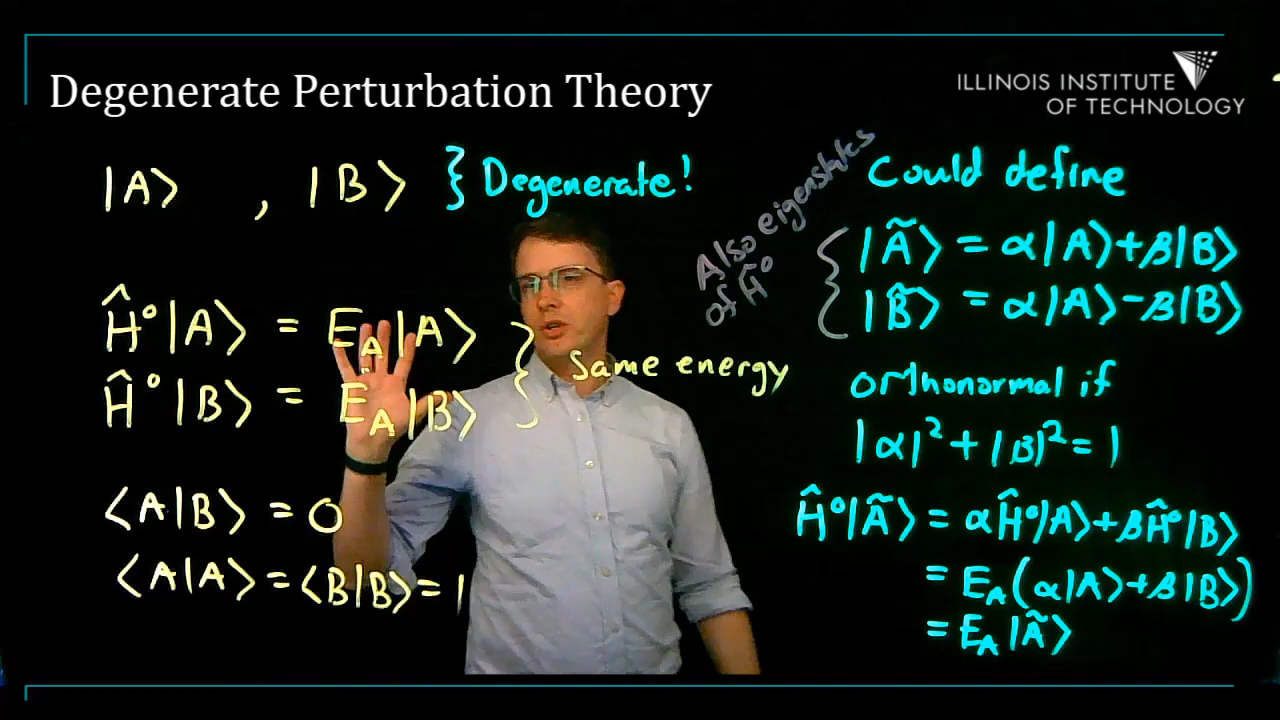 Degenerate Perturbation Theory
ILLINOIS INSTITUTE
OF TECHNOLOGY
|A⟩ , |B⟩ } Degenerate!
Ĥ°|A⟩ = E_A|A⟩
Ĥ°|B⟩ = E_A|B⟩
} Same energy
⟨A|B⟩ = 0
⟨A|A⟩ = ⟨B|B⟩ = 1
Also eigenstates
of Ĥ°
Could define
{ |Ã⟩ = α|A⟩+β|B⟩
|B̃⟩ = α|A⟩-β|B⟩
orthonormal if
|α|² + |β|² = 1
Ĥ°|Ã⟩ = αĤ°|A⟩+βĤ°|B⟩
= E_A(α|A⟩+β|B⟩)
= E_A|Ã⟩